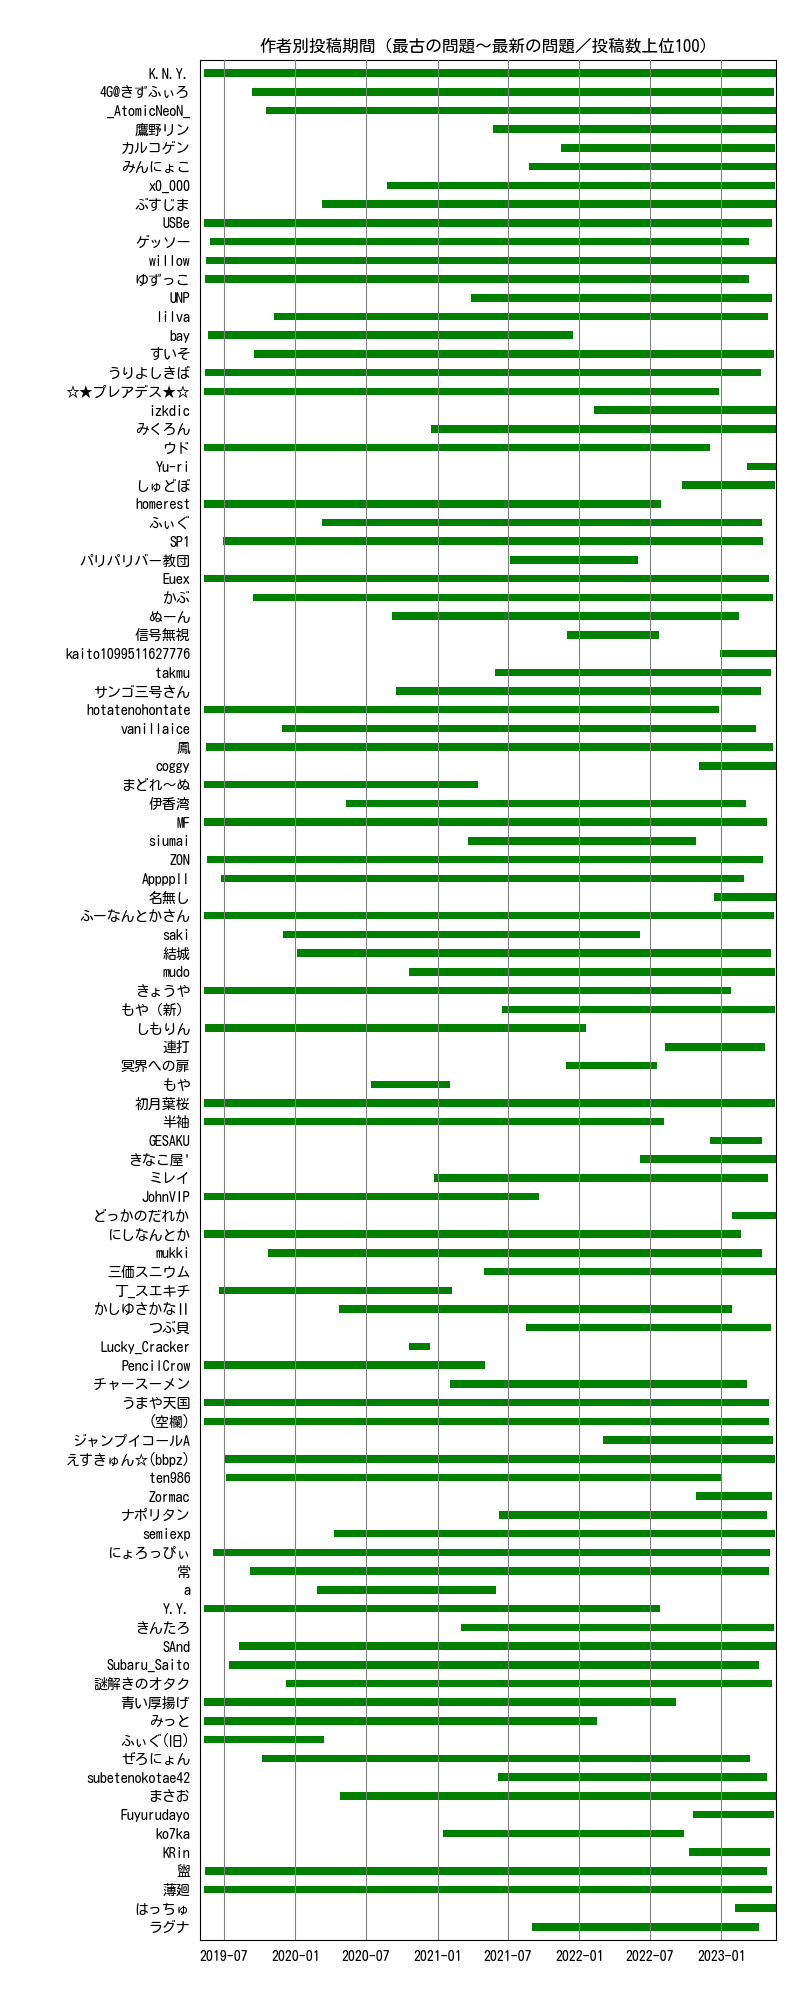 作者別投稿期間（最古の問題～最新の問題／投稿数上位100）
K.N.Y.
4G@きずふぃろ
_AtomicNeoN_
鷹野リン
カルコゲン
みんにょこ
x0_000
ぶすじま
USBe
ゲッソー
willow
ゆずっこ
UNP
lilva
bay
すいそ
うりよしきば
☆★プレアデス★☆
izkdic
みくろん
ウド
Yu-ri
しゅどぼ
homerest
ふぃぐ
SP1
パリパリバー教団
Euex
かぶ
ぬーん
信号無視
kaito1099511627776
takmu
サンゴ三号さん
hotatenohontate
vanillaice
鳳
coggy
まどれ～ぬ
伊香湾
MF
siumai
ZON
Appppll
名無し
ふーなんとかさん
saki
結城
mudo
きょうや
もや（新）
しもりん
連打
冥界への扉
もや
初月葉桜
半袖
GESAKU
きなこ屋'
ミレイ
JohnVIP
どっかのだれか
にしなんとか
mukki
三価スニウム
丁_スエキチ
かしゆさかなⅡ
つぶ貝
Lucky_Cracker
PencilCrow
チャースーメン
うまや天国
(空欄)
ジャンプイコールA
えすきゅん☆(bbpz)
ten986
Zormac
ナポリタン
semiexp
にょろっぴぃ
常
a
Y.Y.
きんたろ
SAnd
Subaru_Saito
謎解きのオタク
青い厚揚げ
みっと
ふぃぐ(旧)
ぜろにょん
subetenokotae42
まさお
Fuyurudayo
ko7ka
KRin
盥
薄廻
はっちゅ
ラグナ
2019-07 2020-01 2020-07 2021-01 2021-07 2022-01 2022-07 2023-01